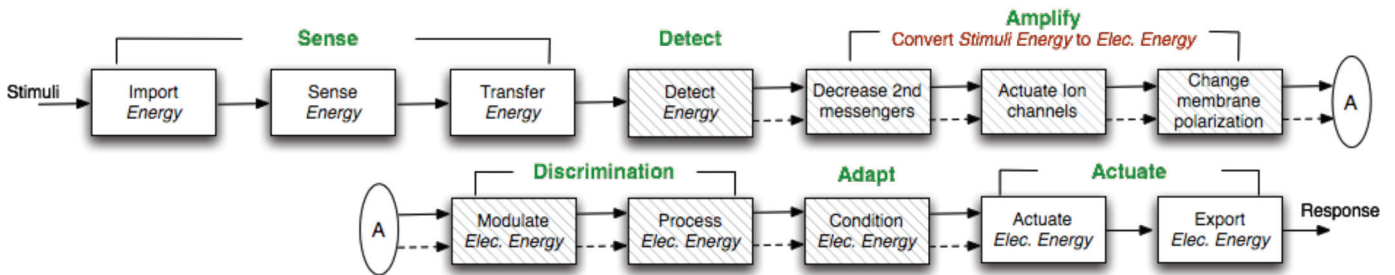 Amplify
Sense
Detect
Convert Stimuli Energy to Elec. Energy
Stimuli
Import
Energy
Sense
Energy
Transfer
Energy
Detect
Energy
Decrease 2nd
messengers
Actuate Ion
channels
Change
membrane
polarization
A
Discrimination
Adapt
Actuate
A
Modulate
Elec. Energy
Process
Elec. Energy
Condition
Elec. Energy
Actuate
Elec. Energy
Export
Elec. Energy
Response